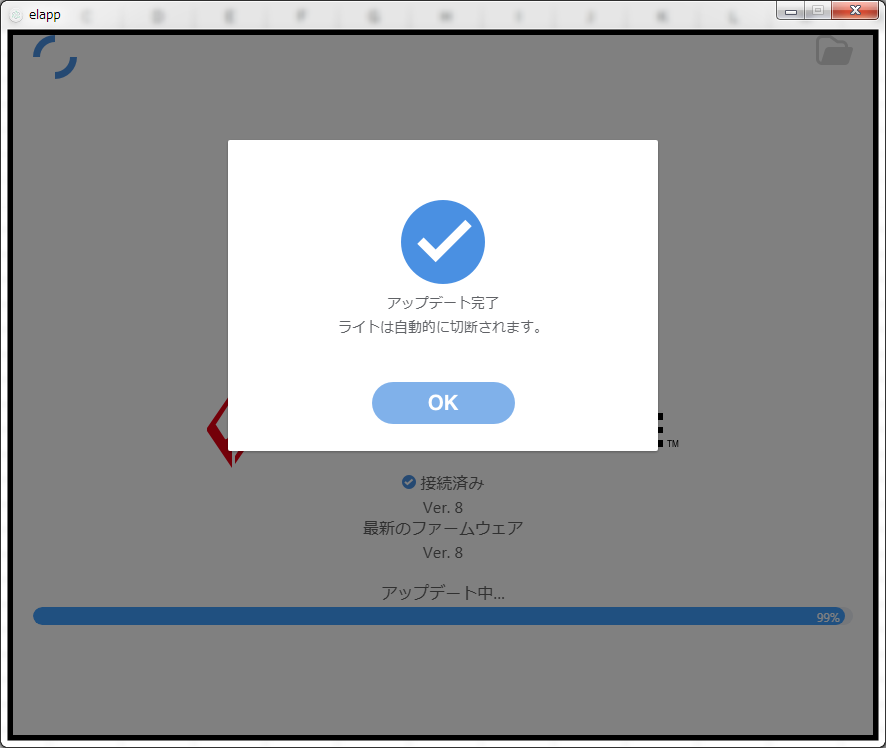 elapp
アップデート完了
ライトは自動的に切断されます。
OK
TM
接続済み
Ver. 8
最新のファームウェア
Ver. 8
アップデート中...
99%